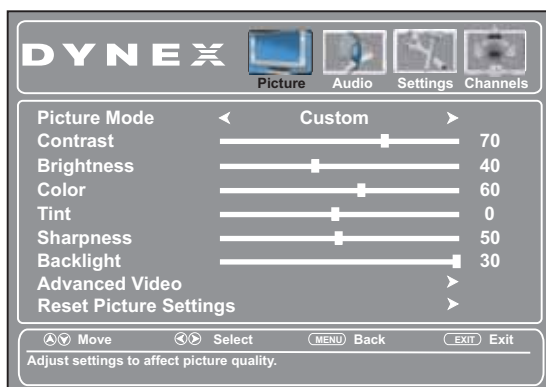 DYNEX
Picture Audio Settings Channels
Picture Mode Custom
Contrast 70
Brightness 40
Color 60
Tint 0
Sharpness 50
Backlight 30
Advanced Video
Reset Picture Settings
Move Select MENU Back EXIT Exit
Adjust settings to affect picture quality.